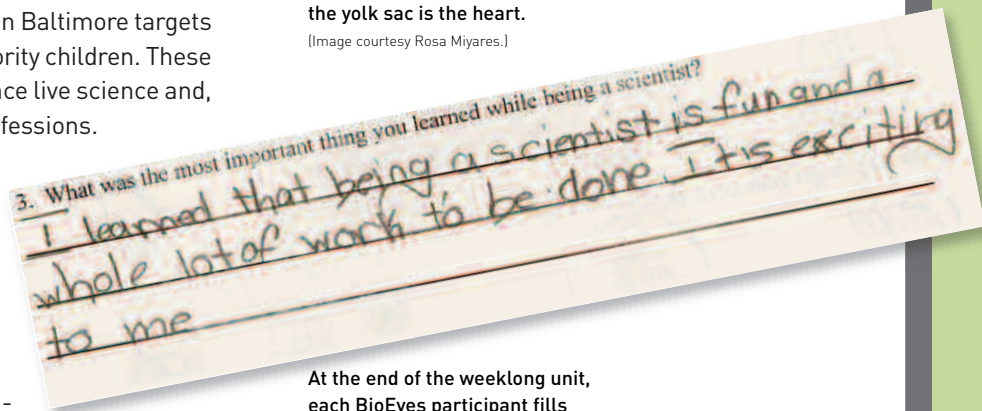 n Baltimore targets
ority children. These
nce live science and,
fessions.
the yolk sac is the heart.
(Image courtesy Rosa Miyares.)
3. What was the most important thing you learned while being a scientist?
I learned that being a scientist is fun and a
whole lot of work to be done. It is exciting
to me
-
At the end of the weeklong unit,
each BioEyes participant fills